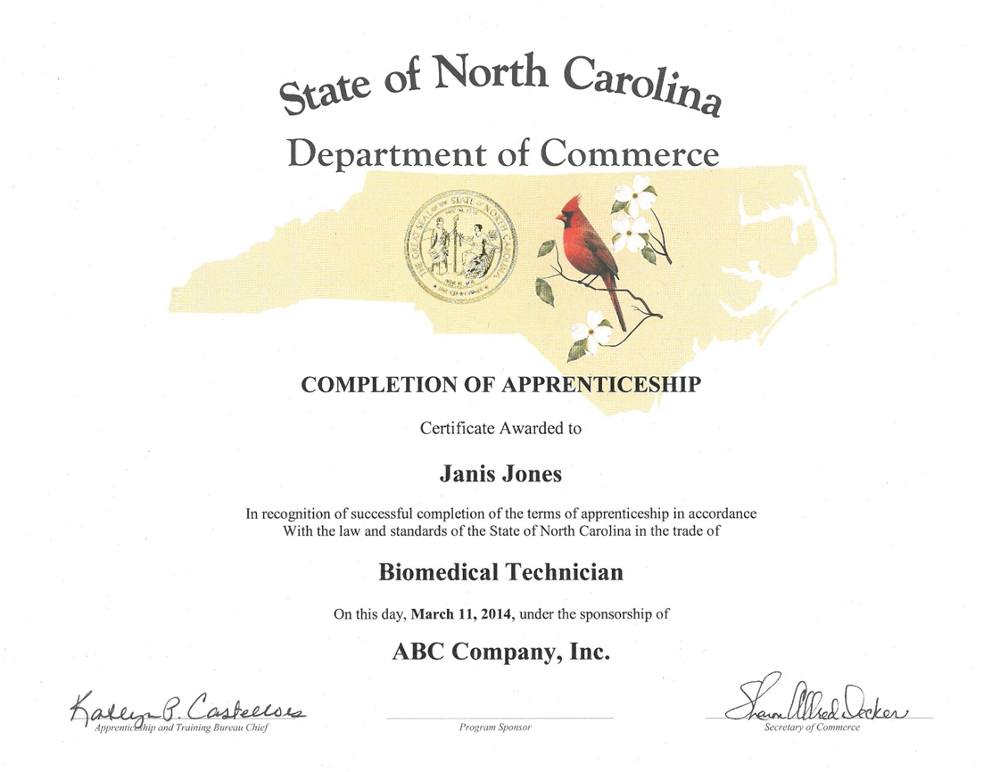 State of North Carolina
Department of Commerce
THE GREAT SEAL OF THE STATE OF NORTH CAROLINA
COMPLETION OF APPRENTICESHIP
Certificate Awarded to
Janis Jones
In recognition of successful completion of the terms of apprenticeship in accordance
With the law and standards of the State of North Carolina in the trade of
Biomedical Technician
On this day, March 11, 2014, under the sponsorship of
ABC Company, Inc.
Sharon Allred Decker
Apprenticeship and Training Bureau Chief
Program Sponsor
Secretary of Commerce